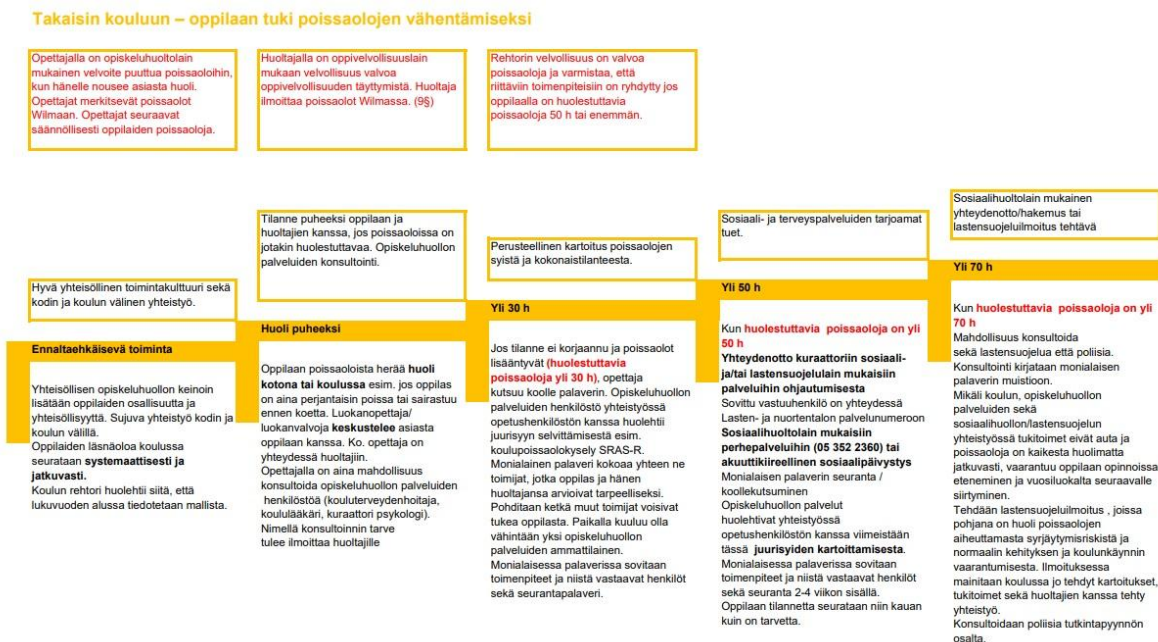 Takaisin kouluun – oppilaan tuki poissaolojen vähentämiseksi
Opettajalla on opiskeluhuoltolain
mukainen velvoite puuttua poissaoloihin,
kun hänelle nousee asiasta huoli.
Opettajat merkitsevät poissaolot
Wilmaan. Opettajat seuraavat
säännöllisesti oppilaiden poissaoloja.
Huoltajalla on oppivelvollisuuslain
mukaan velvollisuus valvoa
oppivelvollisuuden täyttymistä. Huoltaja
ilmoittaa poissaolot Wilmassa. (9§)
Rehtorin velvollisuus on valvoa
poissaoloja ja varmistaa, että
riittäviin toimenpiteisiin on ryhdytty jos
oppilaalla on huolestuttavia
poissaoloja 50 h tai enemmän.
Hyvä yhteisöllinen toimintakulttuuri sekä
kodin ja koulun välinen yhteistyö.
Ennaltaehkäisevä toiminta
Yhteisöllisen opiskeluhuollon keinoin
lisätään oppilaiden osallisuutta ja
yhteisöllisyyttä. Sujuva yhteistyö kodin ja
koulun välillä.
Oppilaiden läsnäoloa koulussa
seurataan systemaattisesti ja
jatkuvasti.
Koulun rehtori huolehtii siitä, että
lukuvuoden alussa tiedotetaan mallista.
Tilanne puheeksi oppilaan ja
huoltajien kanssa, jos poissaoloissa on
jotakin huolestuttavaa. Opiskeluhuollon
palveluiden konsultointi.
Huoli puheeksi
Oppilaan poissaoloista herää huoli
kotona tai koulussa esim. jos oppilas
on aina perjantaisin poissa tai sairastuu
ennen koetta. Luokanopettaja/
luokanvalvoja keskustelee asiasta
oppilaan kanssa. Ko. opettaja on
yhteydessä huoltajiin.
Opettajalla on aina mahdollisuus
konsultoida opiskeluhuollon palveluiden
henkilöstöä (kouluterveydenhoitaja,
koululääkäri, kuraattori psykologi).
Nimellä konsultoinnin tarve
tulee ilmoittaa huoltajille
Perusteellinen kartoitus poissaolojen
syistä ja kokonaistilanteesta.
Yli 30 h
Jos tilanne ei korjaannu ja poissaolot
lisääntyvät (huolestuttavia
poissaoloja yli 30 h), opettaja
kutsuu koolle palaverin. Opiskeluhuollon
palveluiden henkilöstö yhteistyössä
opetushenkilöstön kanssa huolehtii
juurisyyn selvittämisestä esim.
koulupoissaolokysely SRAS-R.
Monialainen palaveri kokoaa yhteen ne
toimijat, jotka oppilas ja hänen
huoltajansa arvioivat tarpeelliseksi.
Pohditaan ketkä muut toimijat voisivat
tukea oppilasta. Paikalla kuuluu olla
vähintään yksi opiskeluhuollon
palveluiden ammattilainen.
Monialaisessa palaverissa sovitaan
toimenpiteet ja niistä vastaavat henkilöt
sekä seurantapalaveri.
Sosiaali- ja terveyspalveluiden tarjoamat
tuet.
Yli 50 h
Kun huolestuttavia poissaoloja on yli
50 h
Yhteydenotto kuraattoriin sosiaali-
ja/tai lastensuojelulain mukaisiin
palveluihin ohjautumisesta
Sovittu vastuuhenkilö on yhteydessä
Lasten- ja nuortentalon palvelunumeroon
Sosiaalihuoltolain mukaisiin
perhepalveluihin (05 352 2360) tai
akuuttikiireellinen sosiaalipäivystys
Monialaisen palaverin seuranta /
koollekutsuminen
Opiskeluhuollon palvelut
huolehtivat yhteistyössä
opetushenkilöstön kanssa viimeistään
tässä juurisyiden kartoittamisesta.
Monialaisessa palaverissa sovitaan
toimenpiteet ja niistä vastaavat henkilöt
sekä seuranta 2-4 viikon sisällä.
Oppilaan tilannetta seurataan niin kauan
kuin on tarvetta.
Sosiaalihuoltolain mukainen
yhteydenotto/hakemus tai
lastensuojeluilmoitus tehtävä
Yli 70 h
Kun huolestuttavia poissaoloja on yli
70 h
Mahdollisuus konsultoida
sekä lastensuojelua että poliisia.
Konsultointi kirjataan monialaisen
palaverin muistioon.
Mikäli koulun, opiskeluhuollon
palveluiden sekä
sosiaalihuollon/lastensuojelun
yhteistyössä tukitoimet eivät auta ja
poissaoloja on kaikesta huolimatta
jatkuvasti, vaarantuu oppilaan opinnoissa
eteneminen ja vuosiluokalta seuraavalle
siirtyminen.
Tehdään lastensuojeluilmoitus , joissa
pohjana on huoli poissaolojen
aiheuttamasta syrjäytymisriskistä ja
normaalin kehityksen ja koulunkäynnin
vaarantumisesta. Ilmoituksessa
mainitaan koulussa jo tehdyt kartoitukset,
tukitoimet sekä huoltajien kanssa tehty
yhteistyö.
Konsultoidaan poliisia tutkintapyynnön
osalta.